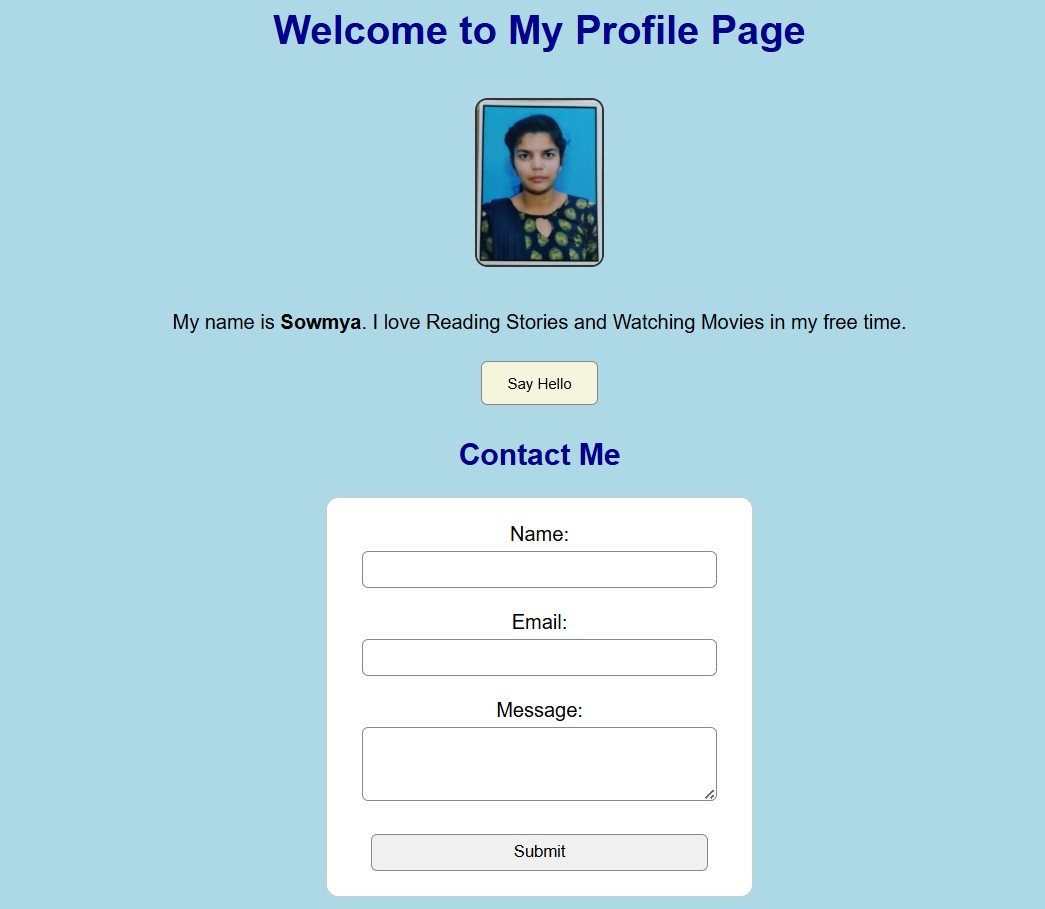 Welcome to My Profile Page
My name is Sowmya. I love Reading Stories and Watching Movies in my free time.
Say Hello
Contact Me
Name:
Email:
Message:
Submit